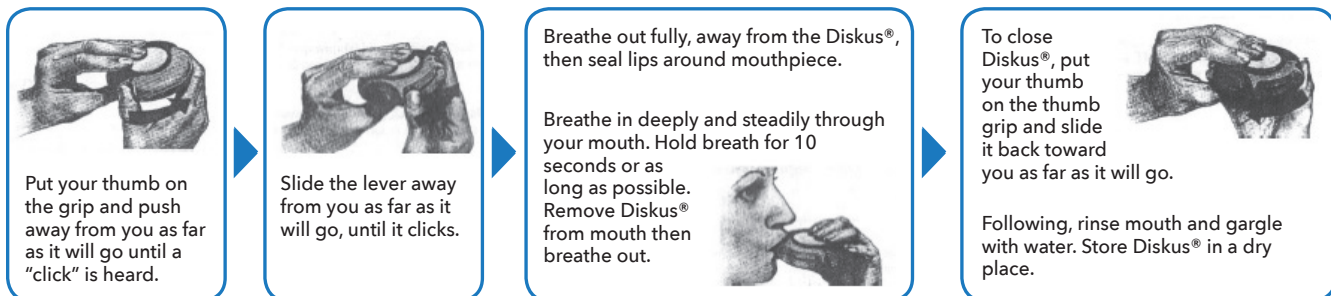 Put your thumb on
the grip and push
away from you as far
as it will go until a
“click” is heard.
Slide the lever away
from you as far as it
will go, until it clicks.
Breathe out fully, away from the Diskus®,
then seal lips around mouthpiece.
Breathe in deeply and steadily through
your mouth. Hold breath for 10
seconds or as
long as possible.
Remove Diskus®
from mouth then
breathe out.
To close
Diskus®, put
your thumb
on the thumb
grip and slide
it back toward
you as far as it will go.
Following, rinse mouth and gargle
with water. Store Diskus® in a dry
place.